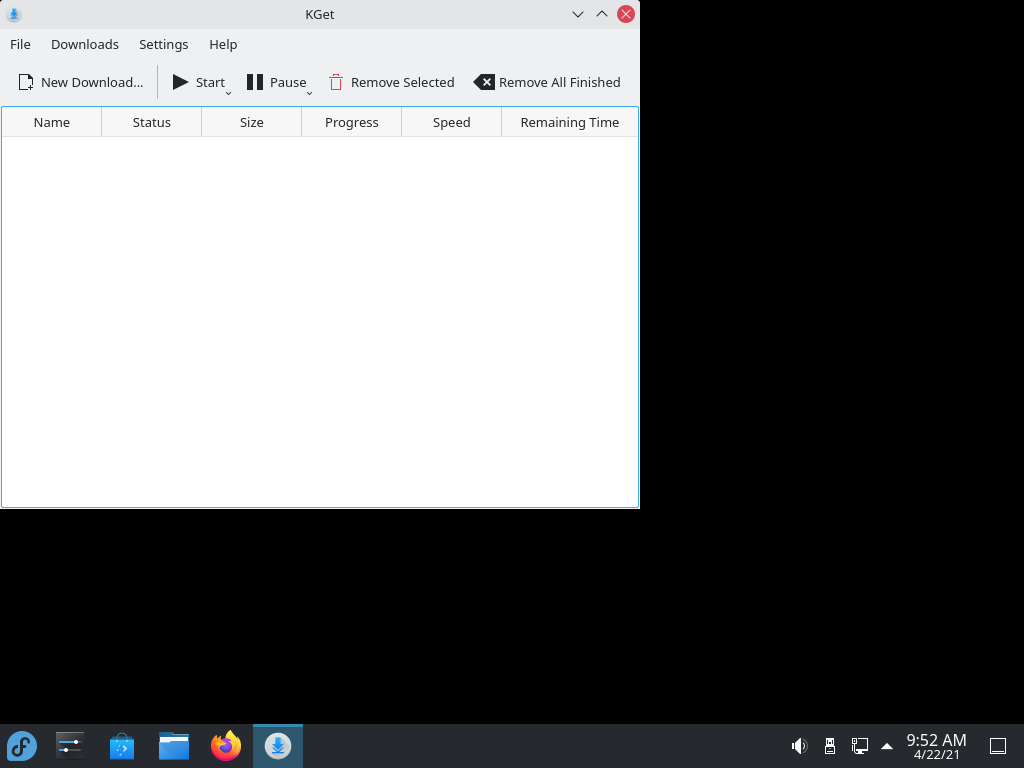 KGet
File Downloads Settings Help
New Download... Start Pause Remove Selected Remove All Finished
Name Status Size Progress Speed Remaining Time
9:52 AM
4/22/21